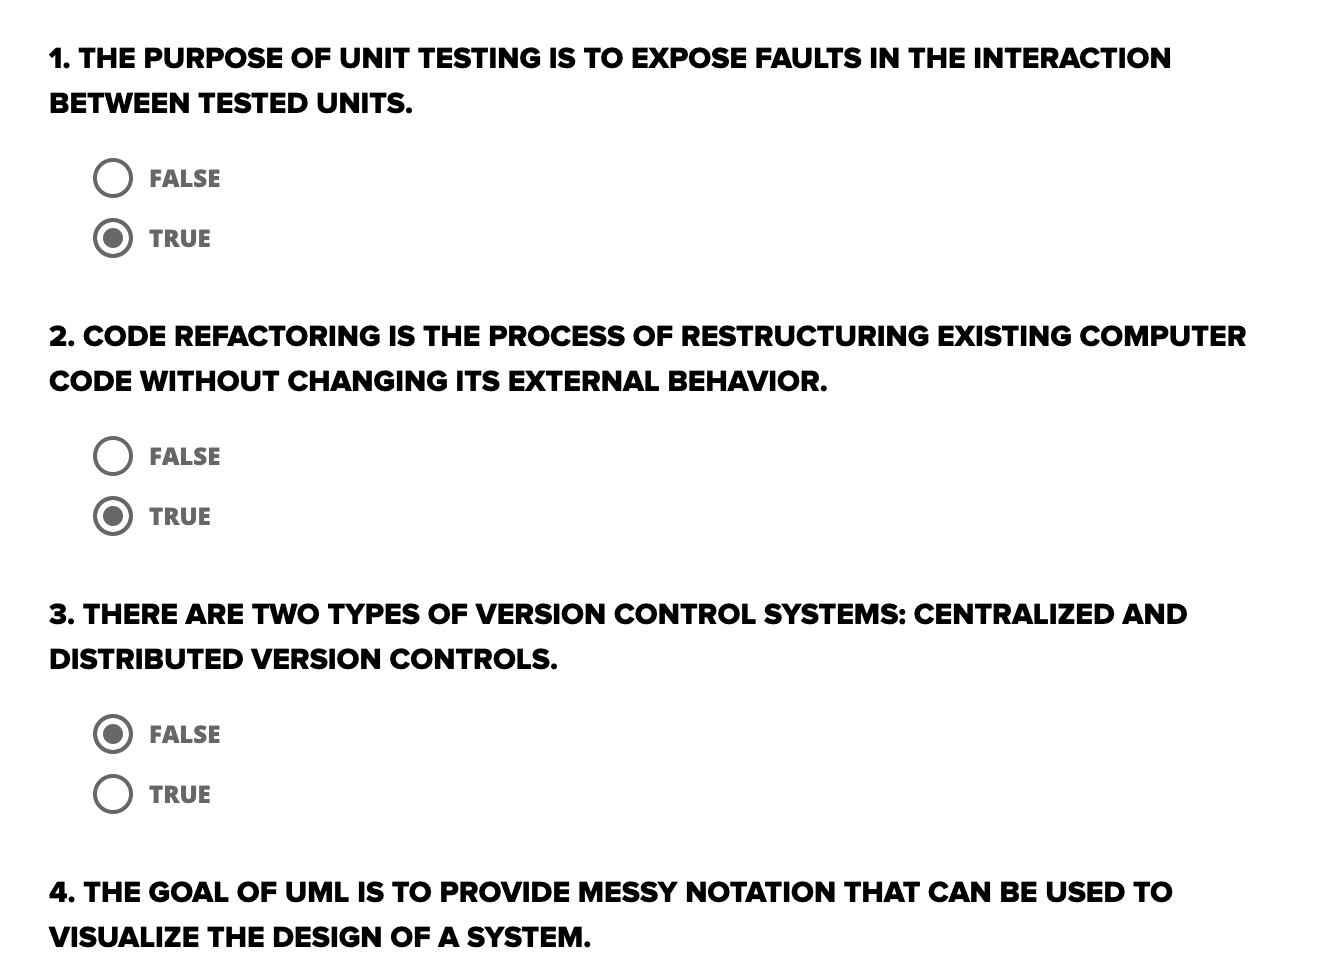 1. THE PURPOSE OF UNIT TESTING IS TO EXPOSE FAULTS IN THE INTERACTION
BETWEEN TESTED UNITS.
FALSE
TRUE
2. CODE REFACTORING IS THE PROCESS OF RESTRUCTURING EXISTING COMPUTER
CODE WITHOUT CHANGING ITS EXTERNAL BEHAVIOR.
FALSE
TRUE
3. THERE ARE TWO TYPES OF VERSION CONTROL SYSTEMS: CENTRALIZED AND
DISTRIBUTED VERSION CONTROLS.
FALSE
TRUE
4. THE GOAL OF UML IS TO PROVIDE MESSY NOTATION THAT CAN BE USED TO
VISUALIZE THE DESIGN OF A SYSTEM.